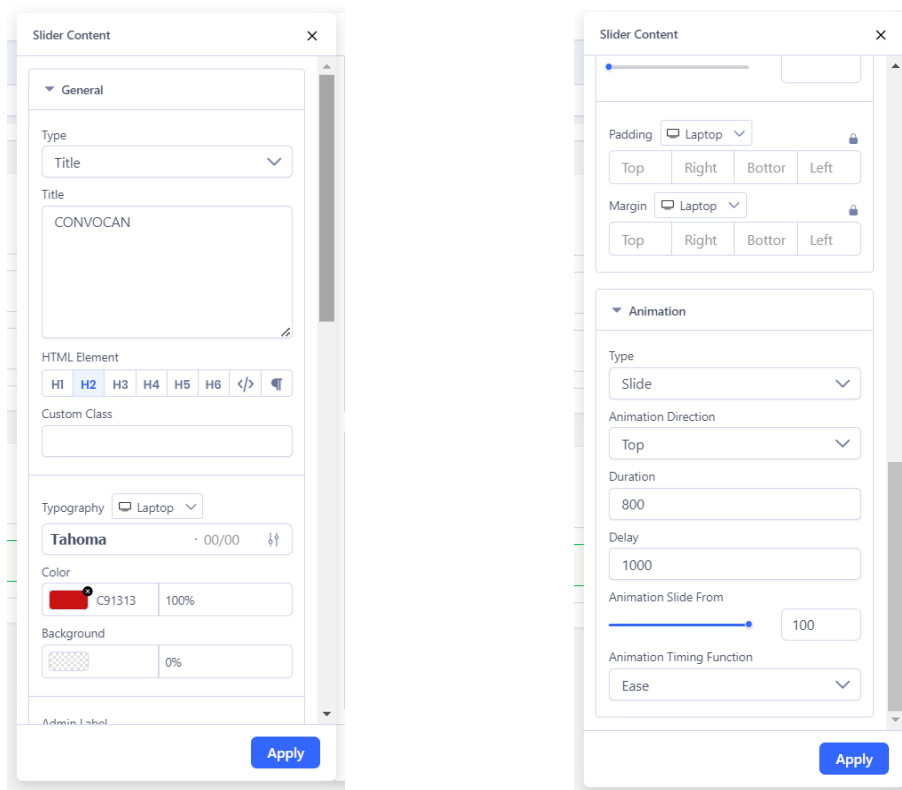 Slider Content
General
Type
Title
Title
CONVOCAN
HTML Element
H1 H2 H3 H4 H5 H6 </> ¶
Custom Class
Typography Laptop
Tahoma · 00/00
Color
C91313 100%
Background
0%
Admin Label
Apply
Slider Content
Padding Laptop
Top Right Bottor Left
Margin Laptop
Top Right Bottor Left
Animation
Type
Slide
Animation Direction
Top
Duration
800
Delay
1000
Animation Slide From
100
Animation Timing Function
Ease
Apply